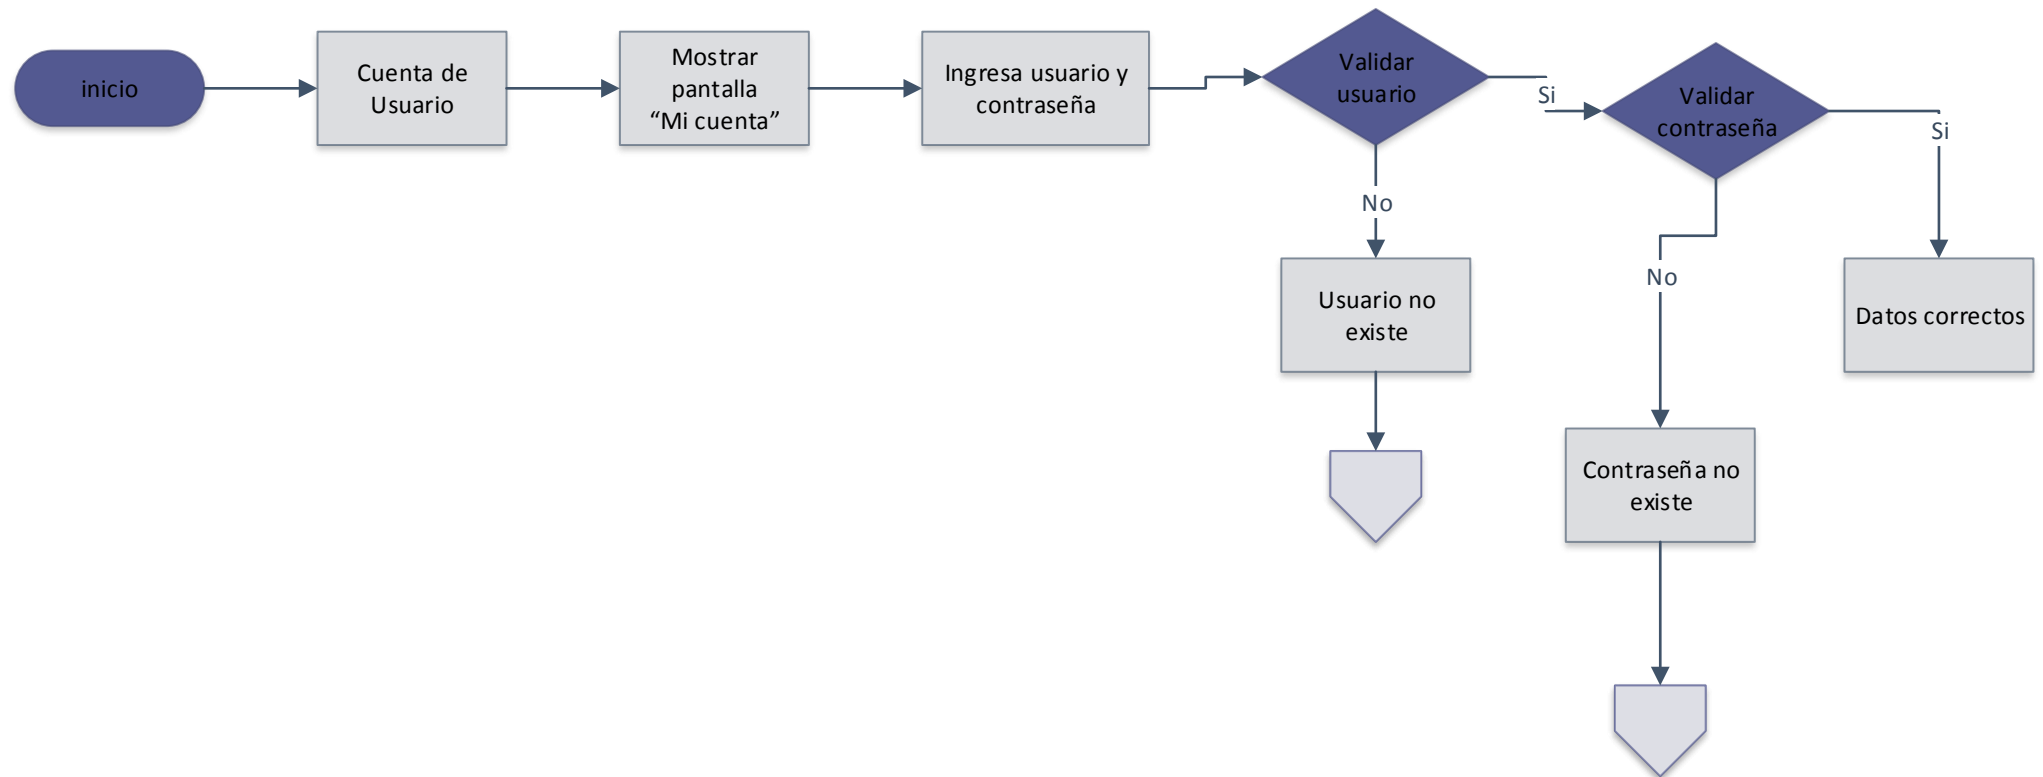 inicio
Cuenta de
Usuario
Mostrar
pantalla
“Mi cuenta”
Ingresa usuario y
contraseña
Validar
usuario
Si
Validar
contraseña
Si
No
Usuario no
existe
No
Datos correctos
Contraseña no
existe